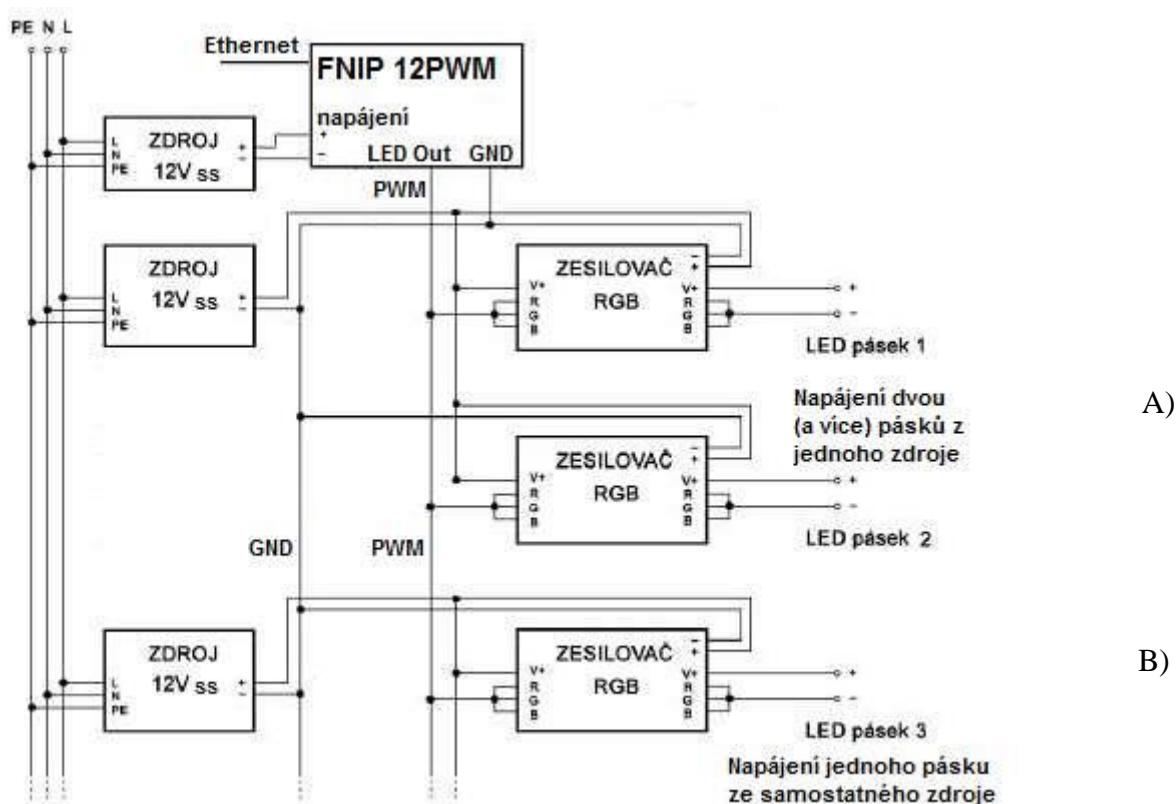 PE N L
Ethernet
FNIP 12PWM
napájení
+
−
LED Out GND
PWM
L
N
PE
ZDROJ
12V SS
+
−
L
N
PE
ZDROJ
12V SS
+
−
ZESILOVAČ
RGB
−
+
V+
R
G
B
V+
R
G
B
+
−
LED pásek 1
Napájení dvou
(a více) pásků z
jednoho zdroje
A)
ZESILOVAČ
RGB
−
+
V+
R
G
B
V+
R
G
B
+
−
LED pásek 2
GND
PWM
L
N
PE
ZDROJ
12V SS
+
−
ZESILOVAČ
RGB
−
+
V+
R
G
B
V+
R
G
B
+
−
B)
LED pásek 3
Napájení jednoho pásku
ze samostatného zdroje